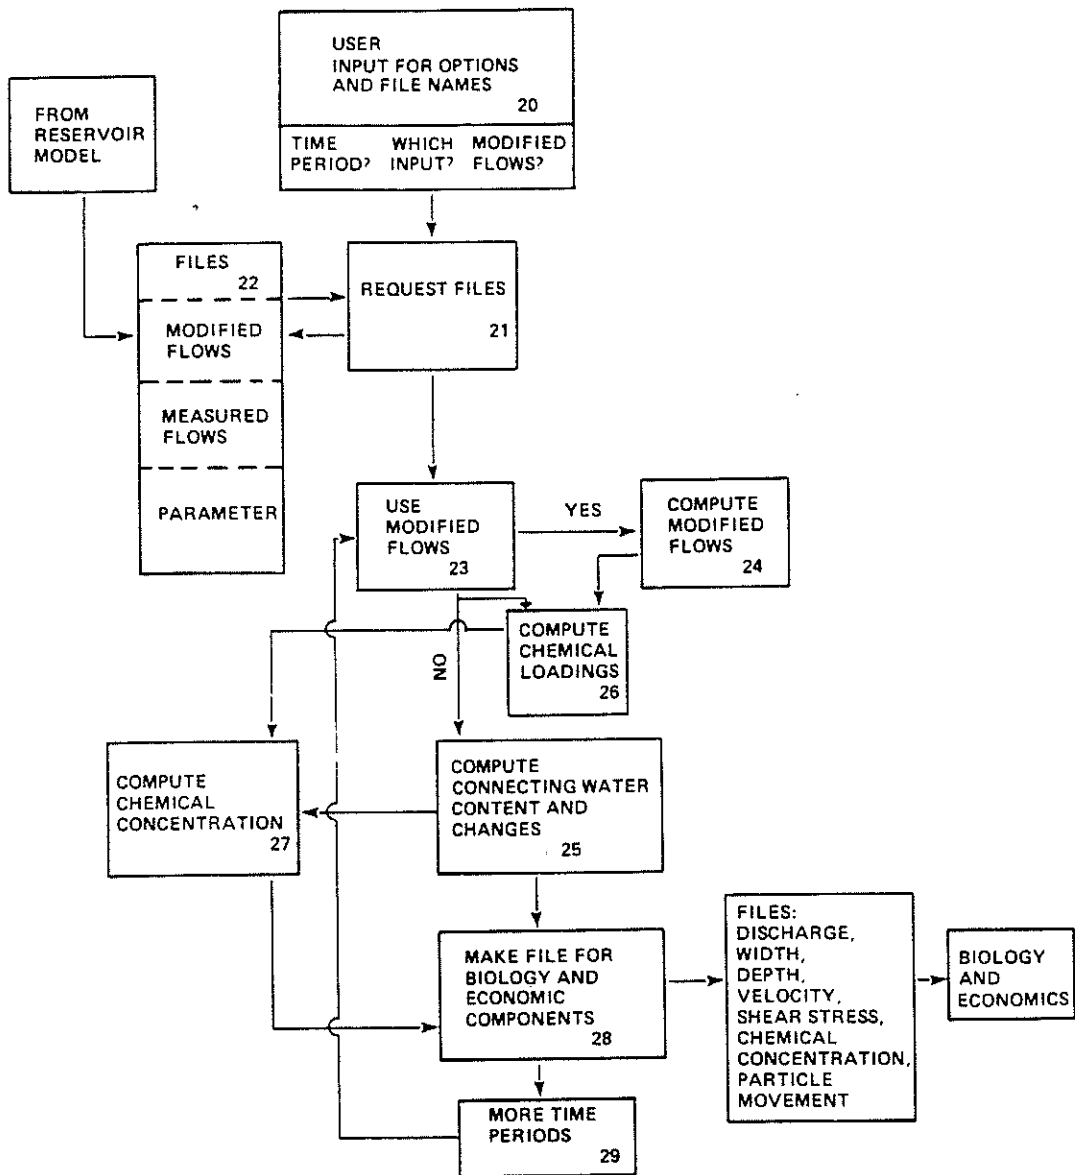 USER
INPUT FOR OPTIONS
AND FILE NAMES
20
TIME WHICH MODIFIED
PERIOD? INPUT? FLOWS?
FROM
RESERVOIR
MODEL
FILES
22
MODIFIED
FLOWS
MEASURED
FLOWS
PARAMETER
REQUEST FILES
21
USE
MODIFIED
FLOWS
23
YES
COMPUTE
MODIFIED
FLOWS
24
NO
COMPUTE
CHEMICAL
LOADINGS
26
COMPUTE
CHEMICAL
CONCENTRATION
27
COMPUTE
CONNECTING WATER
CONTENT AND
CHANGES
25
MAKE FILE FOR
BIOLOGY AND
ECONOMIC
COMPONENTS
28
FILES:
DISCHARGE,
WIDTH,
DEPTH,
VELOCITY,
SHEAR STRESS,
CHEMICAL
CONCENTRATION,
PARTICLE
MOVEMENT
BIOLOGY
AND
ECONOMICS
MORE TIME
PERIODS
29